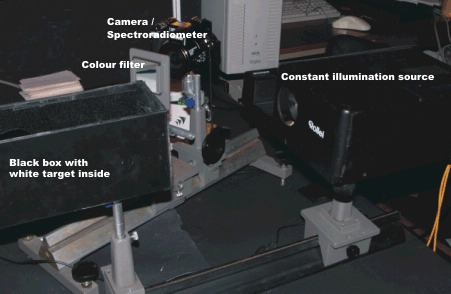 Camera /
Spectroradiometer
Colour filter
Constant illumination source
Rollei
Black box with
white target inside